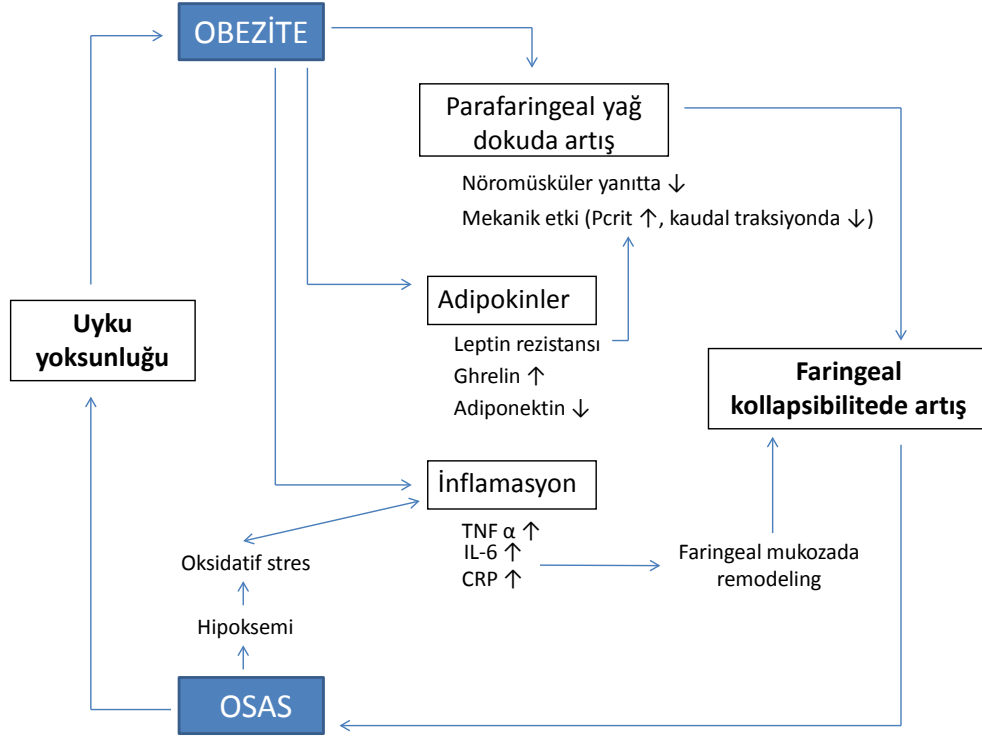 OBEZİTE
Parafaringeal yağ
dokuda artış
Nöromüsküler yanıtta ↓
Mekanik etki (Pcrit ↑, kaudal traksiyonda ↓)
Adipokinler
Leptin rezistansı
Ghrelin ↑
Adiponektin ↓
Uyku
yoksunluğu
Faringeal
kollapsibilitede artış
İnflamasyon
TNF α ↑
IL-6 ↑
CRP ↑
Faringeal mukozada
remodeling
Oksidatif stres
Hipoksemi
OSAS